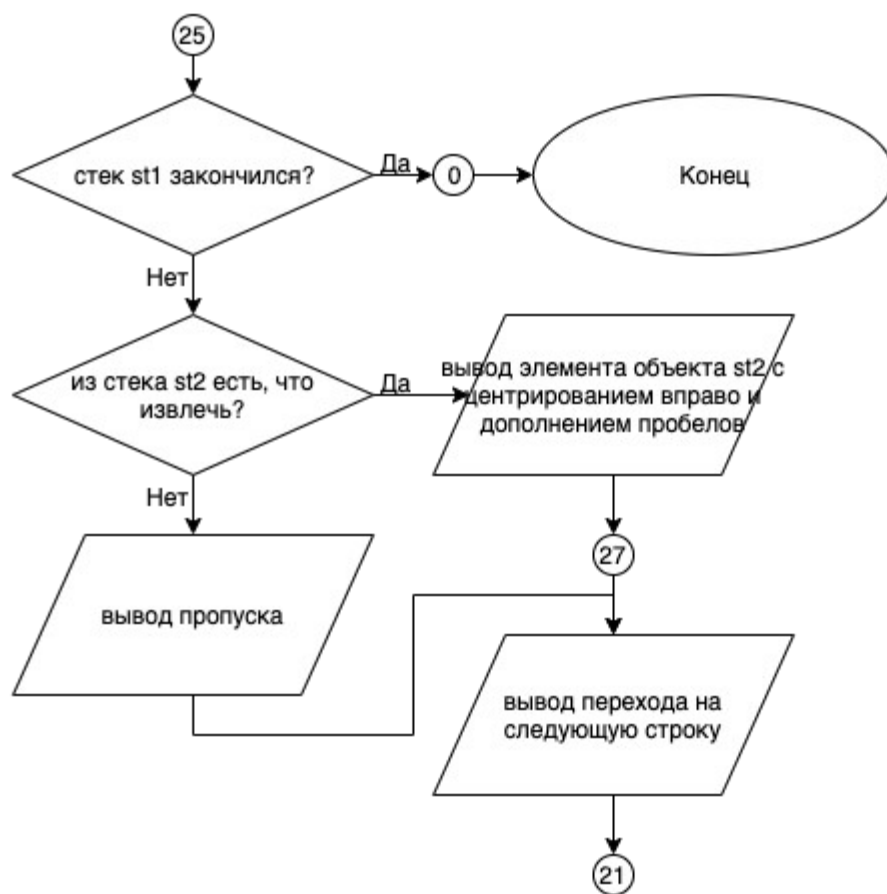 25
стек st1 закончился?
Да
0
Конец
Нет
из стека st2 есть, что
извлечь?
Да
вывод элемента объекта st2 с
центрированием вправо и
дополнением пробелов
Нет
27
вывод пропуска
вывод перехода на
следующую строку
21